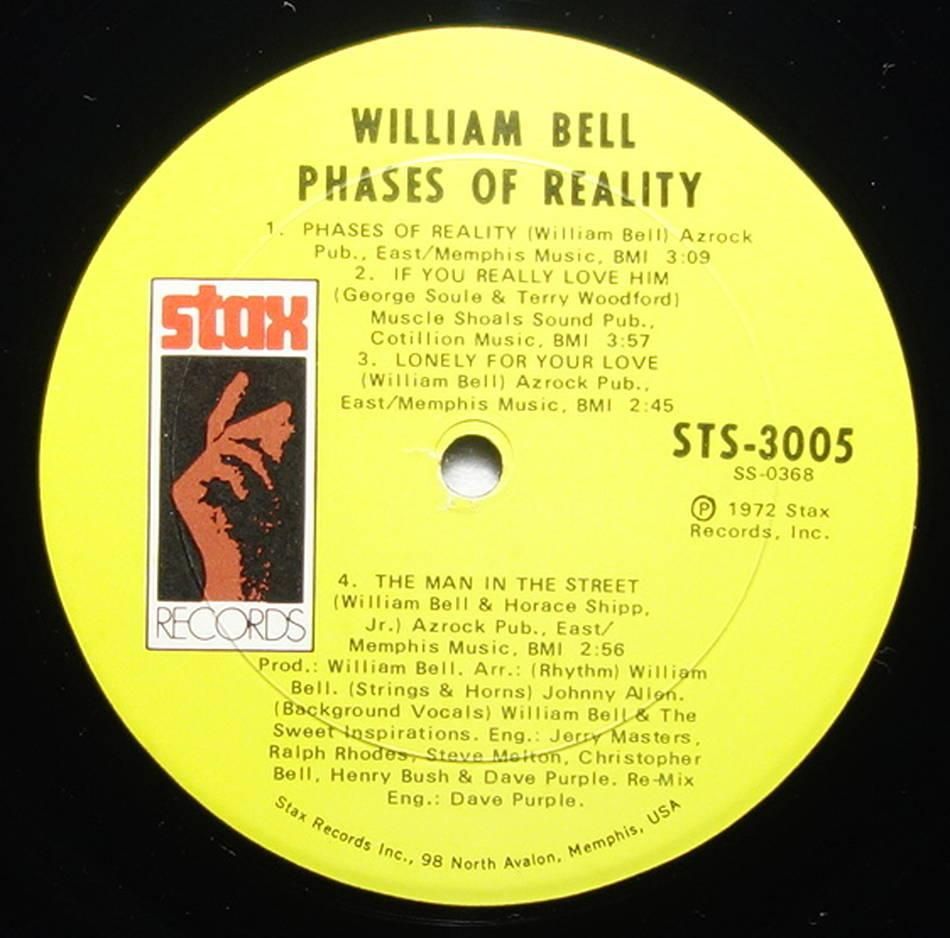 WILLIAM BELL
PHASES OF REALITY
1. PHASES OF REALITY (William Bell) Azrock
Pub., East/Memphis Music, BMI 3:09
2. IF YOU REALLY LOVE HIM
(George Soule & Terry Woodford)
Muscle Shoals Sound Pub.,
Cotillion Music, BMI 3:57
3. LONELY FOR YOUR LOVE
(William Bell) Azrock Pub.,
East/Memphis Music, BMI 2:45
stax
RECORDS
STS-3005
SS-0368
Ⓟ 1972 Stax
Records, Inc.
4. THE MAN IN THE STREET
(William Bell & Horace Shipp,
Jr.) Azrock Pub., East/
Memphis Music, BMI 2:56
Prod.: William Bell. Arr.: (Rhythm) William
Bell. (Strings & Horns) Johnny Allen.
(Background Vocals) William Bell & The
Sweet Inspirations. Eng.: Jerry Masters,
Ralph Rhodes, Steve Melton, Christopher
Bell, Henry Bush & Dave Purple. Re-Mix
Eng.: Dave Purple.
Stax Records Inc., 98 North Avalon, Memphis, USA